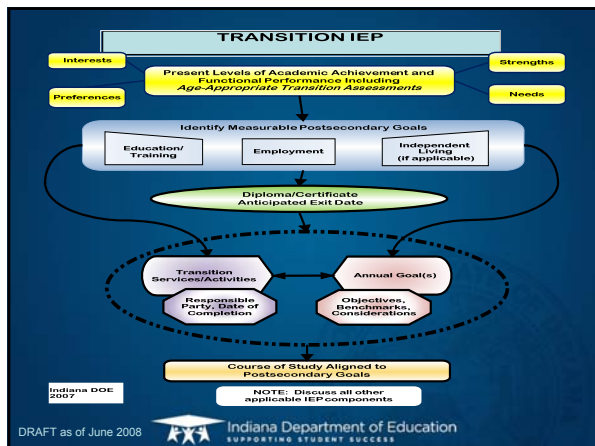 TRANSITION IEP
Interests
Preferences
Present Levels of Academic Achievement and
Functional Performance Including
Age-Appropriate Transition Assessments
Strengths
Needs
Identify Measurable Postsecondary Goals
Education/
Training
Employment
Independent
Living
(if applicable)
Diploma/Certificate
Anticipated Exit Date
Transition
Services/Activities
Responsible
Party, Date of
Completion
Annual Goal(s)
Objectives,
Benchmarks,
Considerations
Course of Study Aligned to
Postsecondary Goals
Indiana DOE
2007
NOTE: Discuss all other
applicable IEP components
DRAFT as of June 2008
Indiana Department of Education
SUPPORTING STUDENT SUCCESS